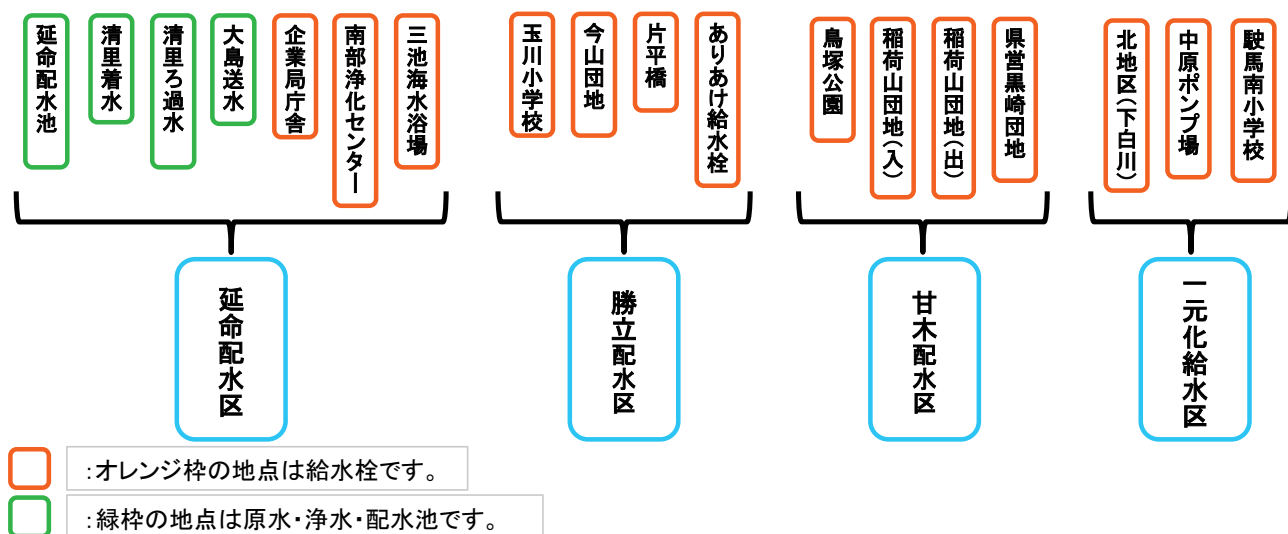 延命配水池
清里着水
清里ろ過水
大島送水
企業局庁舎
南部浄化センター
三池海水浴場
玉川小学校
今山団地
片平橋
ありあけ給水栓
鳥塚公園
稲荷山団地(入)
稲荷山団地(出)
県営黒崎団地
北地区(下白川)
中原ポンプ場
駛馬南小学校
延命配水区
勝立配水区
甘木配水区
一元化給水区
:オレンジ枠の地点は給水栓です。
:緑枠の地点は原水・浄水・配水池です。